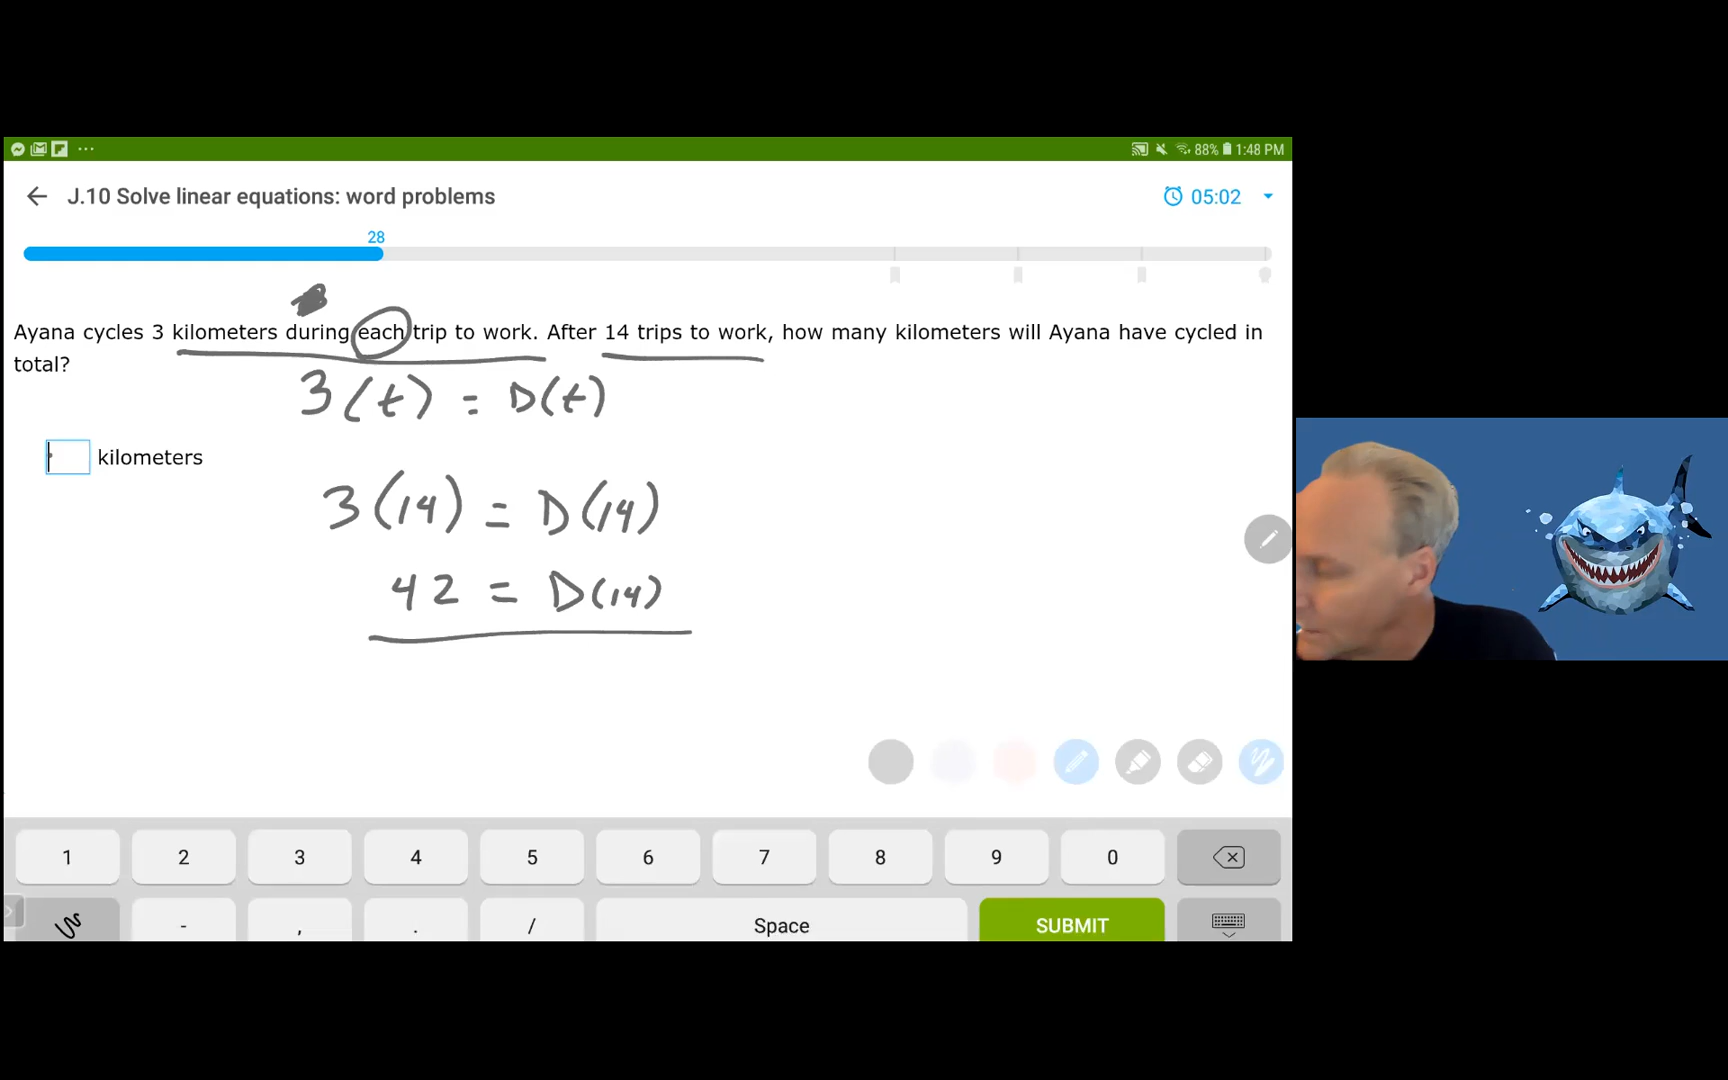 88% 1:48 PM
J.10 Solve linear equations: word problems
05:02
28
Ayana cycles 3 kilometers during each trip to work. After 14 trips to work, how many kilometers will Ayana have cycled in
total?
3(t) = D(t)
kilometers
3(14) = D(14)
42 = D(14)
1 2 3 4 5 6 7 8 9 0
- , . / Space SUBMIT